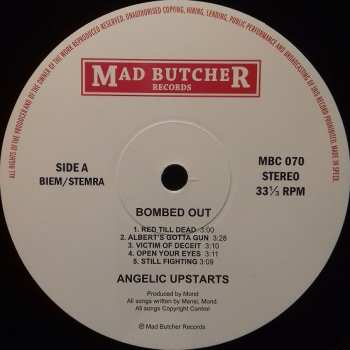 ALL RIGHTS OF THE PRODUCER AND OF THE OWNER OF THE WORK REPRODUCED RESERVED. UNAUTHORISED COPYING, HIRING, LENDING, PUBLIC PERFORMANCE AND BROADCASTING OF THIS RECORD PROHIBITED. MADE IN SPEED.
MAD BUTCHER
RECORDS
SIDE A
BIEM/STEMRA
MBC 070
STEREO
33⅓ RPM
BOMBED OUT
1. RED TILL DEAD 3:00
2. ALBERT'S GOTTA GUN 3:28
3. VICTIM OF DECEIT 3:10
4. OPEN YOUR EYES 3:11
5. STILL FIGHTING 3:09
ANGELIC UPSTARTS
Produced by Mond
All songs written by Mensi, Mond.
All songs Copyright Control
℗ Mad Butcher Records